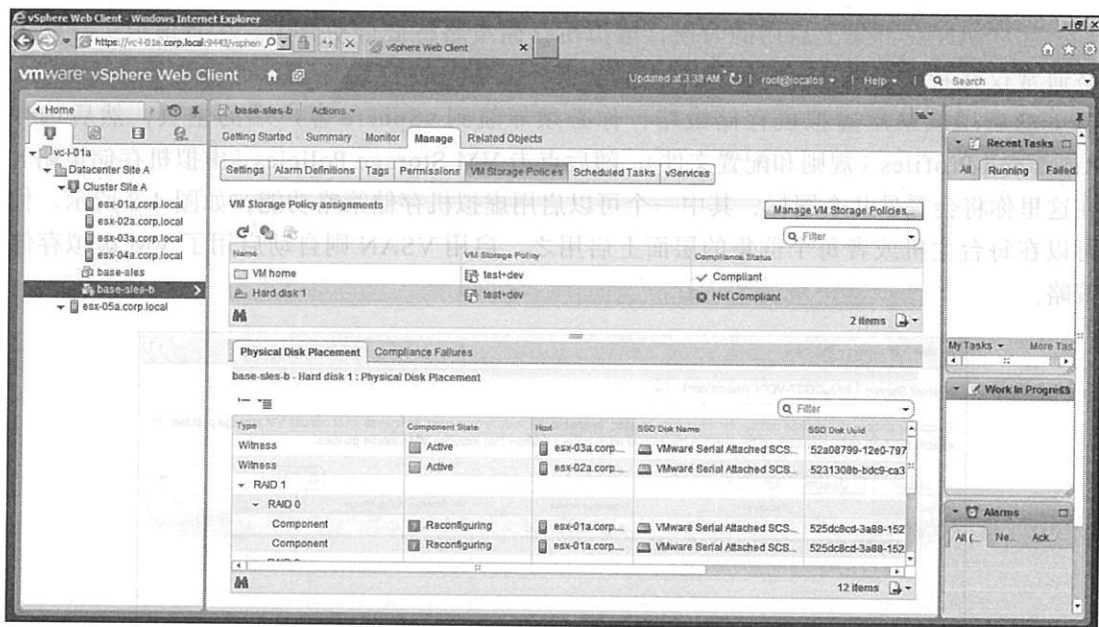 vSphere Web Client - Windows Internet Explorer
https://vc-l-01a.corp.local:9443/vsphere
vSphere Web Client
vmware vSphere Web Client
Updated at 3:38 AM
root@localos
Help
Search
Home
base-sles-b Actions
Getting Started Summary Monitor Manage Related Objects
Settings Alarm Definitions Tags Permissions VM Storage Policies Scheduled Tasks vServices
vc-l-01a
Datacenter Site A
Cluster Site A
esx-01a.corp.local
esx-02a.corp.local
esx-03a.corp.local
esx-04a.corp.local
base-sles
base-sles-b
esx-05a.corp.local
VM Storage Policy assignments
Manage VM Storage Policies...
Filter
Name VM Storage Policy Compliance Status
VM home test+dev Compliant
Hard disk 1 test+dev Not Compliant
2 items
Physical Disk Placement Compliance Failures
base-sles-b - Hard disk 1 : Physical Disk Placement
Filter
Type Component State Host SSD Disk Name SSD Disk Uuid
Witness Active esx-03a.corp... VMware Serial Attached SCS... 52a08799-12e0-797
Witness Active esx-02a.corp... VMware Serial Attached SCS... 5231308b-bdc9-ca3
RAID 1
RAID 0
Component Reconfiguring esx-01a.corp... VMware Serial Attached SCS... 525dc8cd-3a88-152
Component Reconfiguring esx-01a.corp... VMware Serial Attached SCS... 525dc8cd-3a88-152
12 items
Recent Tasks
All Running Failed
My Tasks More Tas
Work In Progress
Alarms
All (... Ne... Ack...